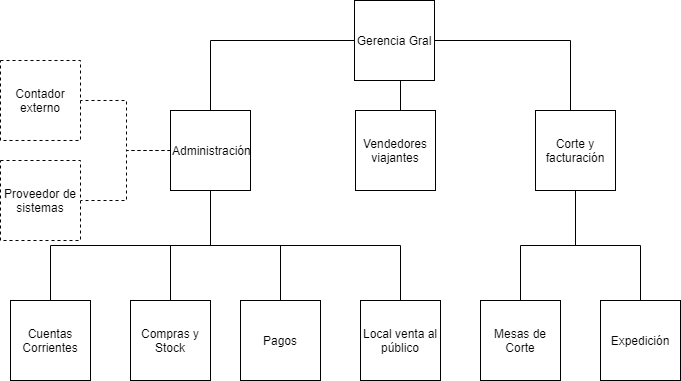 Gerencia Gral
Contador
externo
Administración
Vendedores
viajantes
Corte y
facturación
Proveedor de
sistemas
Cuentas
Corrientes
Compras y
Stock
Pagos
Local venta al
público
Mesas de
Corte
Expedición